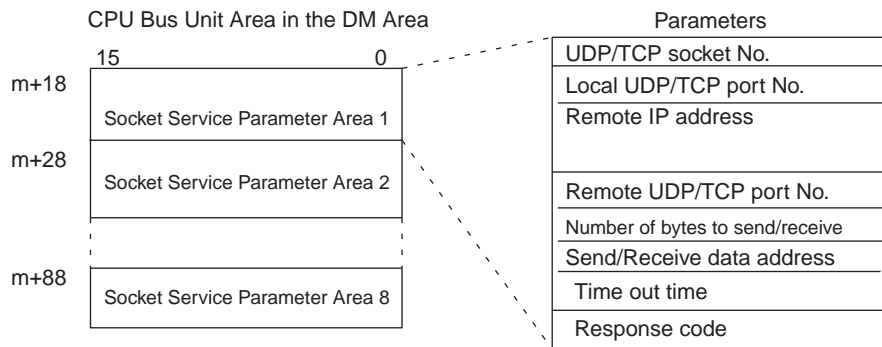 CPU Bus Unit Area in the DM Area
15 0
m+18
Socket Service Parameter Area 1
m+28
Socket Service Parameter Area 2
m+88
Socket Service Parameter Area 8
Parameters
UDP/TCP socket No.
Local UDP/TCP port No.
Remote IP address
Remote UDP/TCP port No.
Number of bytes to send/receive
Send/Receive data address
Time out time
Response code